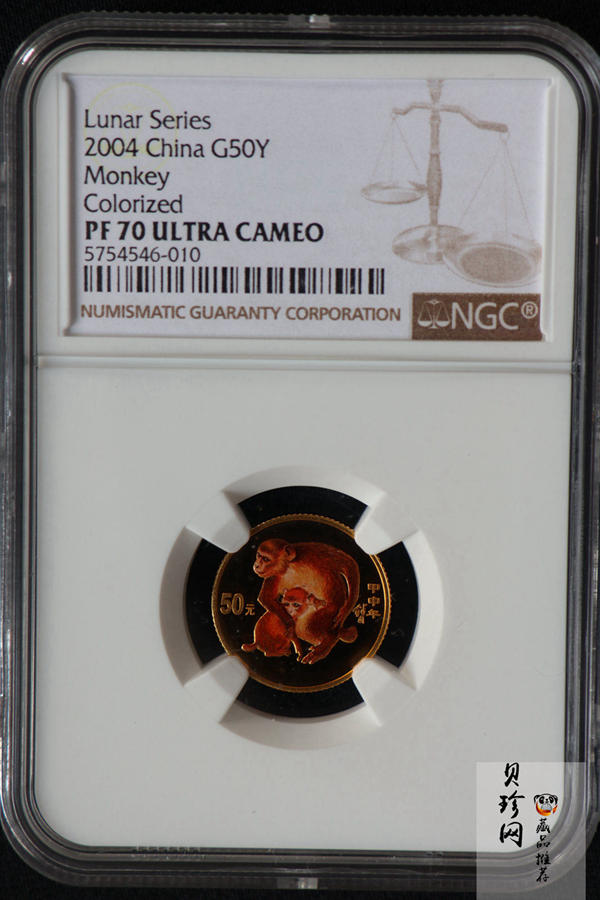 Lunar Series
2004 China G50Y
Monkey
Colorized
PF 70 ULTRA CAMEO
5754546-010
NUMISMATIC GUARANTY CORPORATION
NGC®
50元
甲申年
贝珍网
藏品推荐